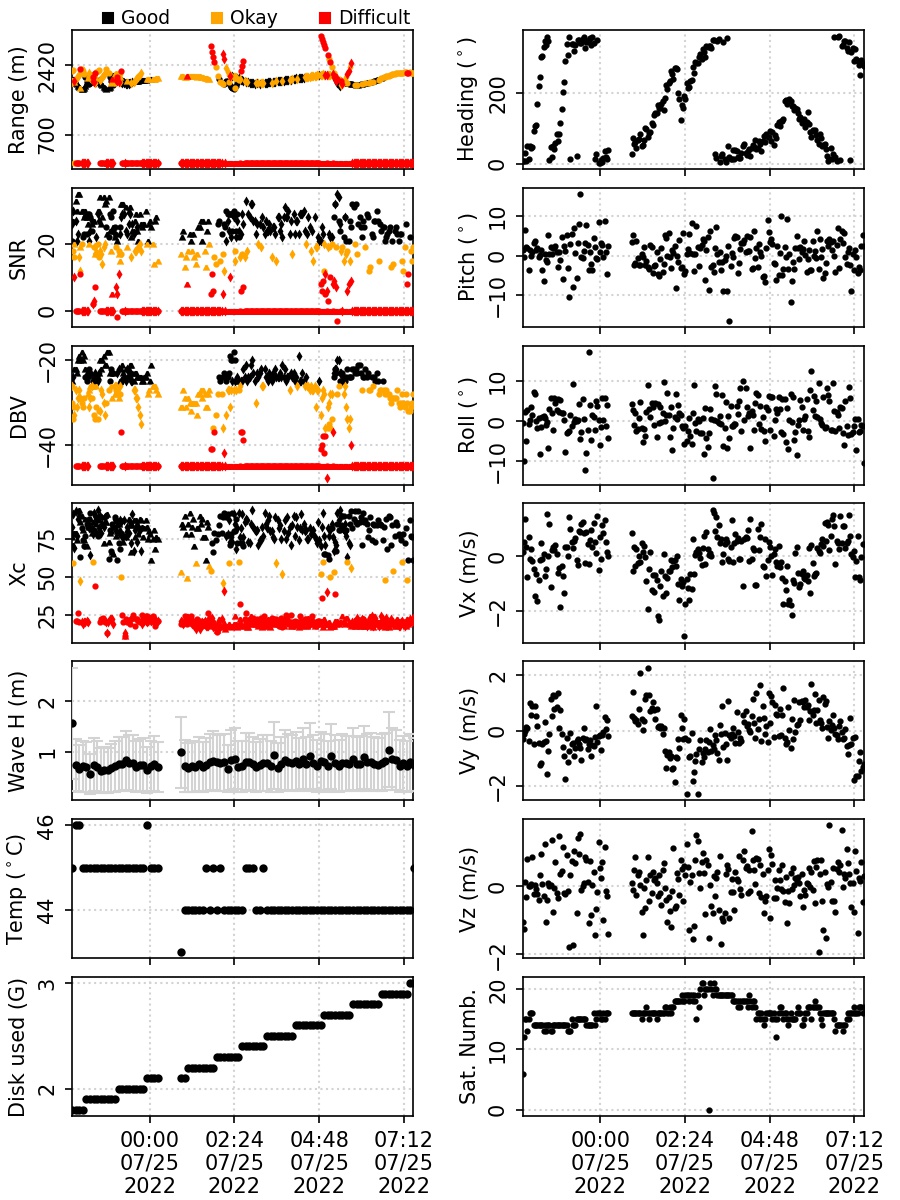 Good Okay Difficult
Range (m)
2420
700
Heading (°)
200
0
SNR
20
0
Pitch (°)
10
0
−10
DBV
−20
−40
Roll (°)
10
0
−10
Xc
75
50
25
Vx (m/s)
0
−2
Wave H (m)
2
1
Vy (m/s)
2
0
−2
Temp (°C)
46
44
Vz (m/s)
0
−2
Disk used (G)
3
2
Sat. Numb.
20
10
0
00:00 02:24 04:48 07:12
07/25 07/25 07/25 07/25
2022 2022 2022 2022
00:00 02:24 04:48 07:12
07/25 07/25 07/25 07/25
2022 2022 2022 2022